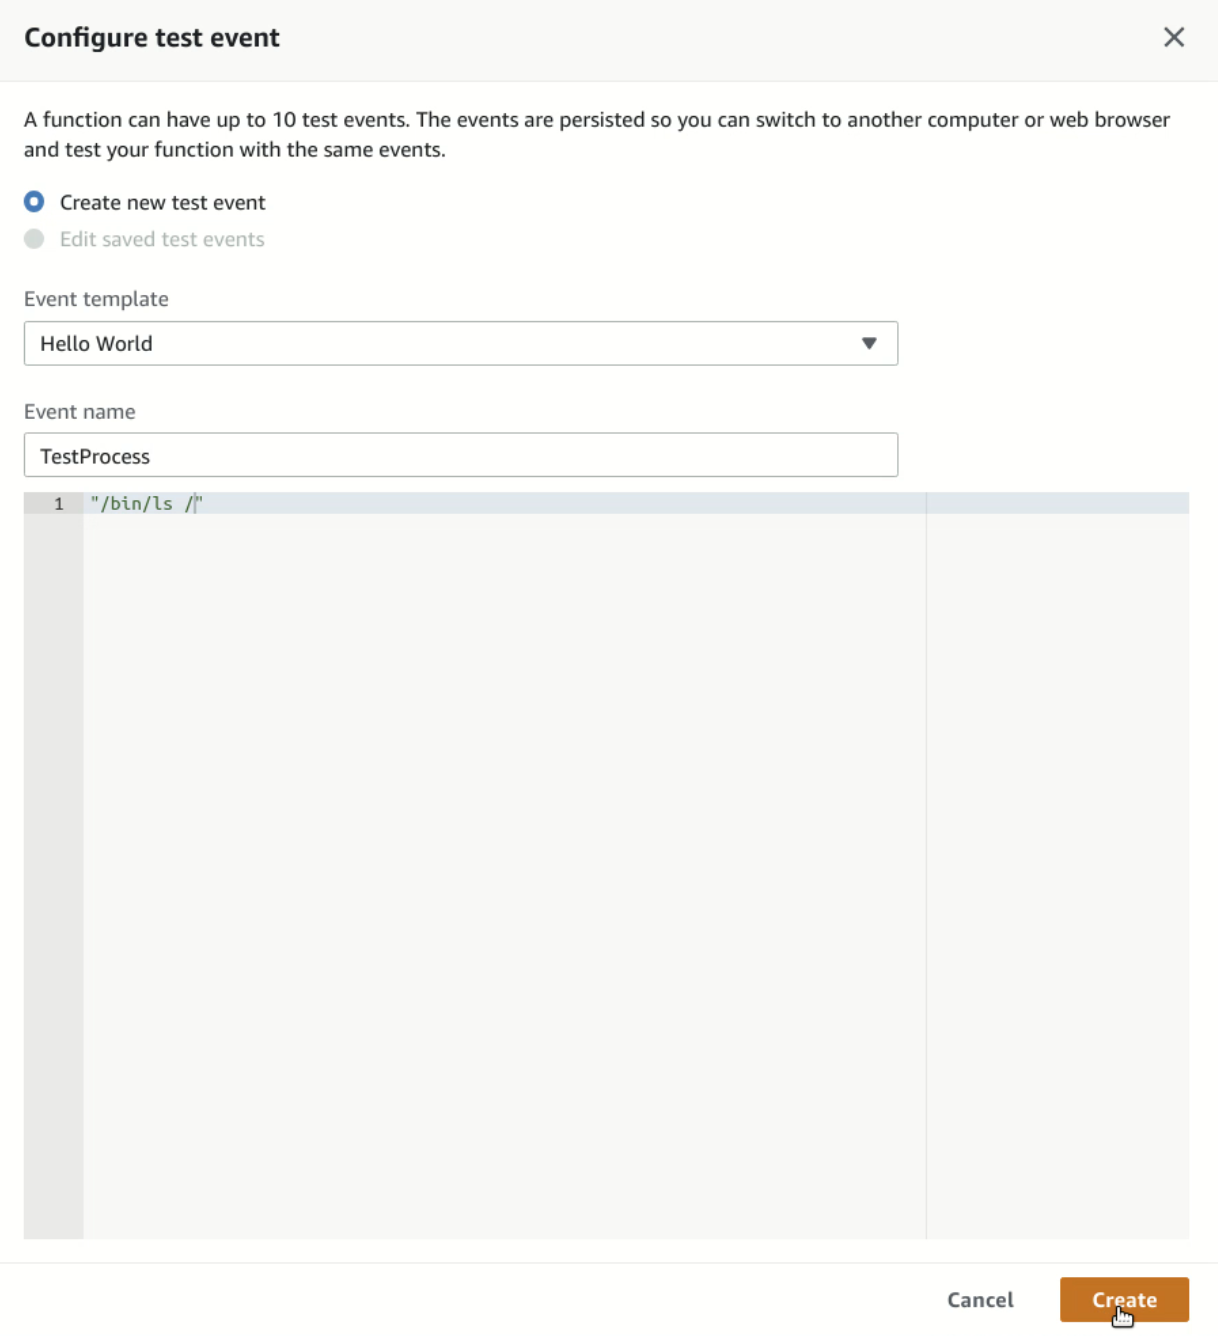 Configure test event
A function can have up to 10 test events. The events are persisted so you can switch to another computer or web browser
and test your function with the same events.
Create new test event
Edit saved test events
Event template
Hello World
Event name
TestProcess
1 "/bin/ls /"
Cancel
Create